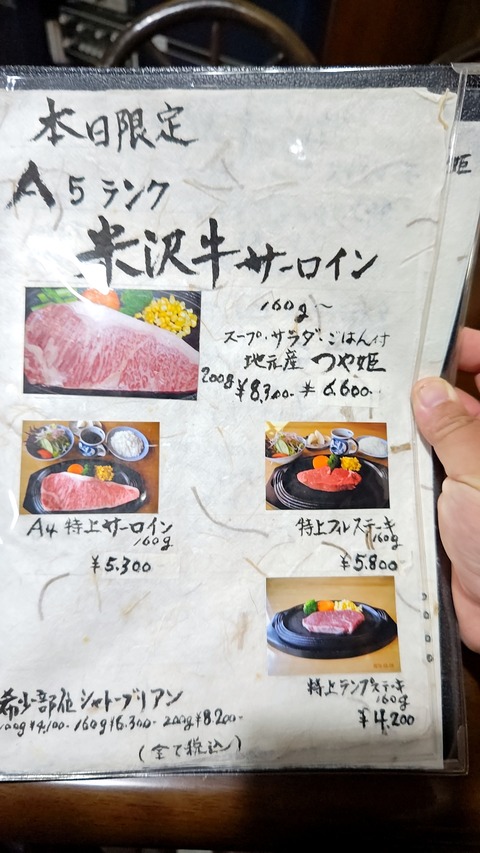 本日限定
A5ランク
米沢牛サーロイン
160g〜
スープ・サラダ・ごはん付
地元産 つや姫
200g ¥8,300- ¥6,600-
A4 特上サーロイン
160g
¥5,300
特上フィレステーキ
160g
¥5,800
特上ランプステーキ
160g
¥4,200
希少部位 シャトーブリアン
100g ¥4,100- 160g ¥6,300- 200g ¥8,200-
(全て税込)
姫